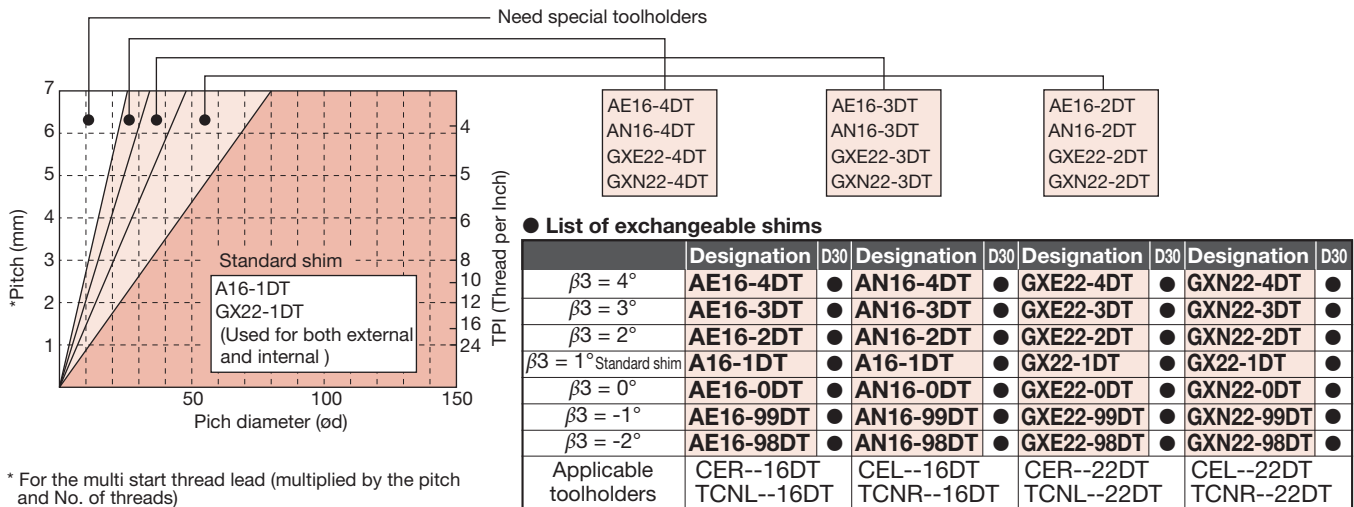 Need special toolholders
AE16-4DT
AN16-4DT
GXE22-4DT
GXN22-4DT
AE16-3DT
AN16-3DT
GXE22-3DT
GXN22-3DT
AE16-2DT
AN16-2DT
GXE22-2DT
GXN22-2DT
*Pitch (mm)
7
6
5
4
3
2
1
Standard shim
A16-1DT
GX22-1DT
(Used for both external
and internal )
4
5
6
8
10
12
16
24
TPI (Thread per Inch)
50 100 150
Pich diameter (ød)
* For the multi start thread lead (multiplied by the pitch
and No. of threads)
● List of exchangeable shims
Designation D30 Designation D30 Designation D30 Designation D30
β3 = 4° AE16-4DT ● AN16-4DT ● GXE22-4DT ● GXN22-4DT ●
β3 = 3° AE16-3DT ● AN16-3DT ● GXE22-3DT ● GXN22-3DT ●
β3 = 2° AE16-2DT ● AN16-2DT ● GXE22-2DT ● GXN22-2DT ●
β3 = 1° Standard shim A16-1DT ● A16-1DT ● GX22-1DT ● GX22-1DT ●
β3 = 0° AE16-0DT ● AN16-0DT ● GXE22-0DT ● GXN22-0DT ●
β3 = -1° AE16-99DT ● AN16-99DT ● GXE22-99DT ● GXN22-99DT ●
β3 = -2° AE16-98DT ● AN16-98DT ● GXE22-98DT ● GXN22-98DT ●
Applicable CER--16DT CEL--16DT CER--22DT CEL--22DT
toolholders TCNL--16DT TCNR--16DT TCNL--22DT TCNR--22DT